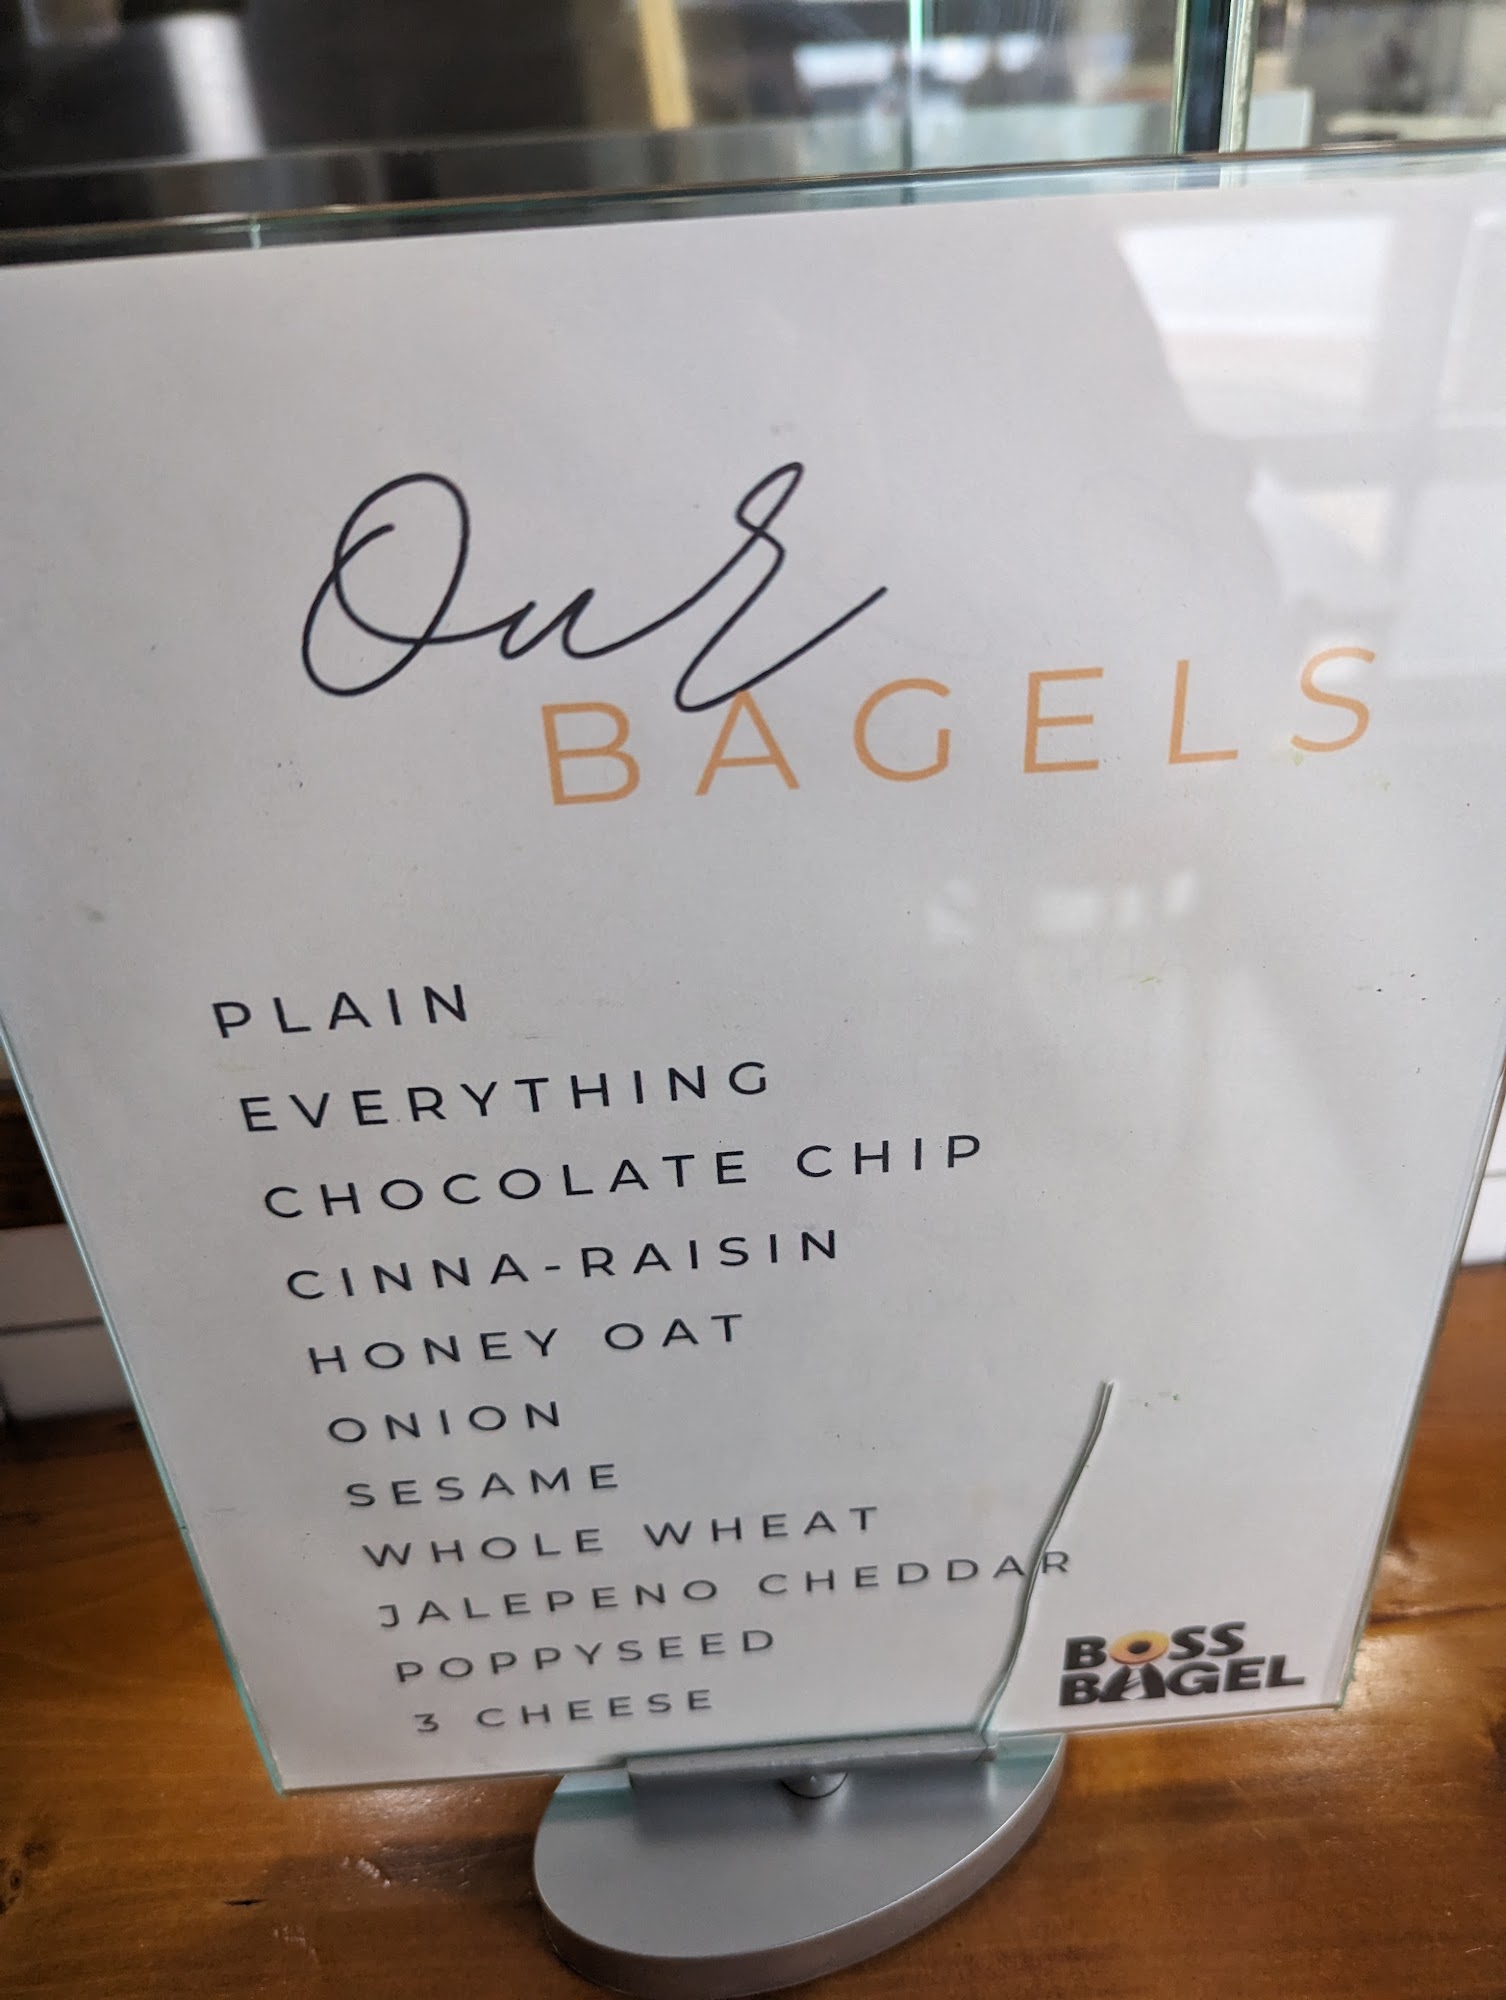 Our
BAGELS
PLAIN
EVERYTHING
CHOCOLATE CHIP
CINNA-RAISIN
HONEY OAT
ONION
SESAME
WHOLE WHEAT
JALEPENO CHEDDAR
POPPYSEED
3 CHEESE
BOSS
BAGEL